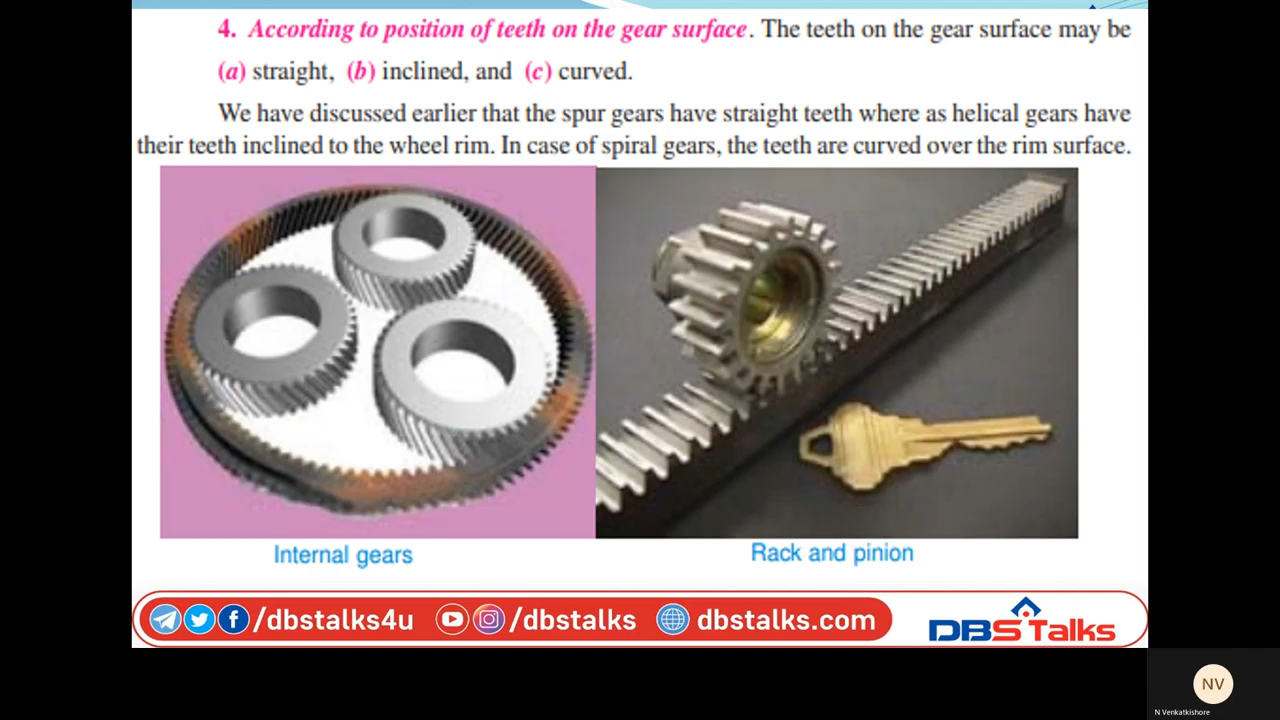 4. According to position of teeth on the gear surface. The teeth on the gear surface may be
(a) straight, (b) inclined, and (c) curved.
We have discussed earlier that the spur gears have straight teeth where as helical gears have
their teeth inclined to the wheel rim. In case of spiral gears, the teeth are curved over the rim surface.
Internal gears
Rack and pinion
/dbstalks4u
/dbstalks
dbstalks.com
DBS Talks
NV
N Venkatkishore